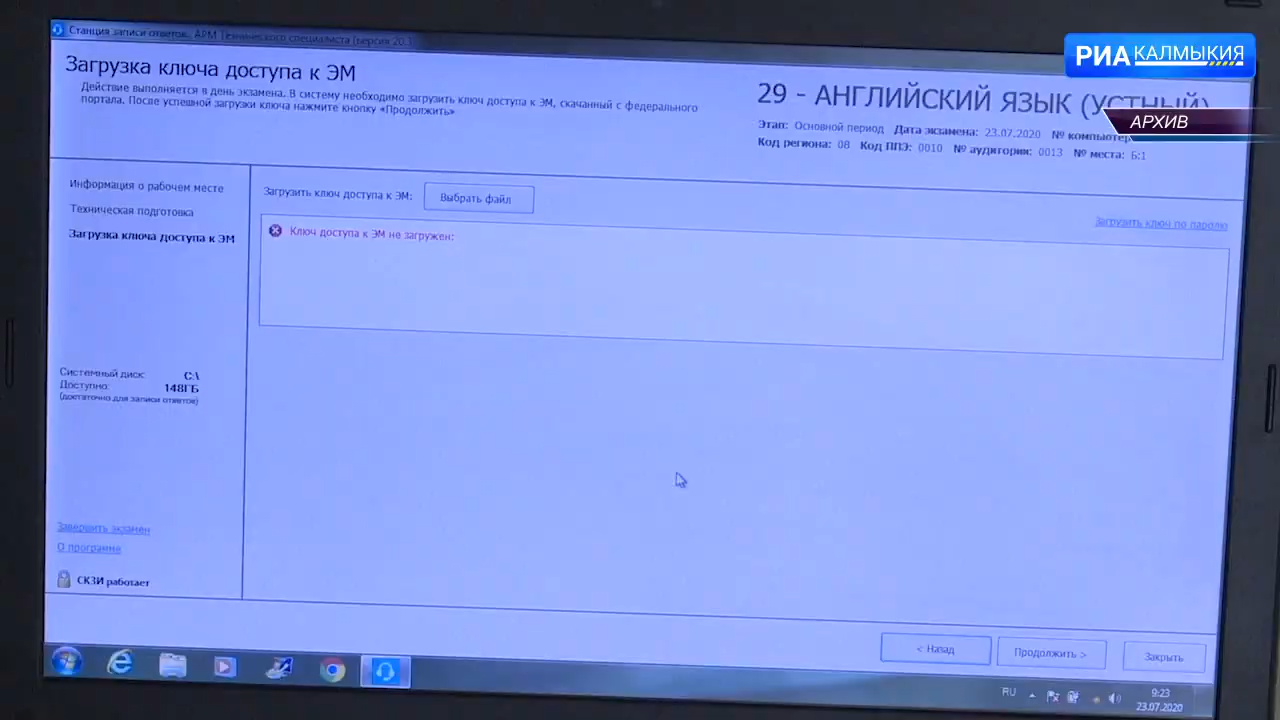 Станция записи ответов. АРМ Технического специалиста (версия 20.3
РИА КАЛМЫКИЯ
АРХИВ
Загрузка ключа доступа к ЭМ
Действие выполняется в день экзамена. В систему необходимо загрузить ключ доступа к ЭМ, скачанный с федерального
портала. После успешной загрузки ключа нажмите кнопку «Продолжить»
29 - АНГЛИЙСКИЙ ЯЗЫК (УСТНЫЙ)
Этап: Основной период Дата экзамена: 23.07.2020 № компьютер
Код региона: 08 Код ППЭ: 0010 № аудитории: 0013 № места: Б:1
Информация о рабочем месте
Техническая подготовка
Загрузка ключа доступа к ЭМ
Загрузить ключ доступа к ЭМ: Выбрать файл
Загрузить ключ по паролю
Ключ доступа к ЭМ не загружен:
Системный диск: C:\
Доступно: 148ГБ
(достаточно для записи ответов)
Завершить экзамен
О программе
СКЗИ работает
< Назад Продолжить > Закрыть
RU 9:23
23.07.2020